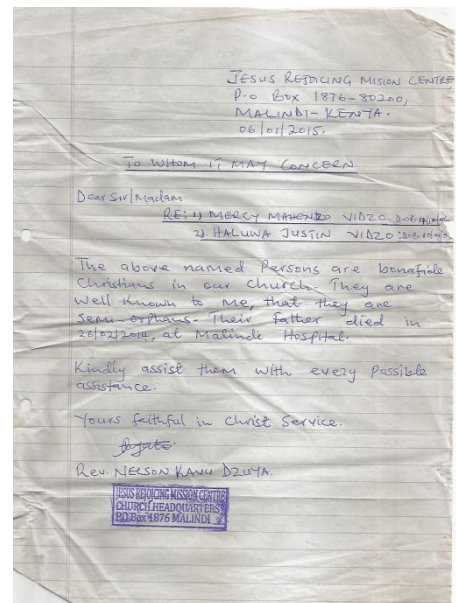 JESUS REJOICING MISION CENTRE
P.o Box 1876-80200,
MALINDI-KENYA.
06/01/2015.
To WHOM IT MAY CONCERN.
Dear Sir/Madam
RE: 1) MERCY MAHENZO VIDZO
2) HALUWA JUSTIN VIDZO
The above named Persons are bonafide
Christians in our church. They are
Well Known to me, that they are
Semi-orphans. Their father died in
26/02/2014, at Malindi Hospital.
Kindly assist them with every Possible
assistance.
Yours faithful in Christ Service.
Rev. NELSON KAVU DZUYA.
JESUS REJOICING MISSION CENTRE
CHURCH HEADQUARTERS
P.O Box 1876 MALINDI